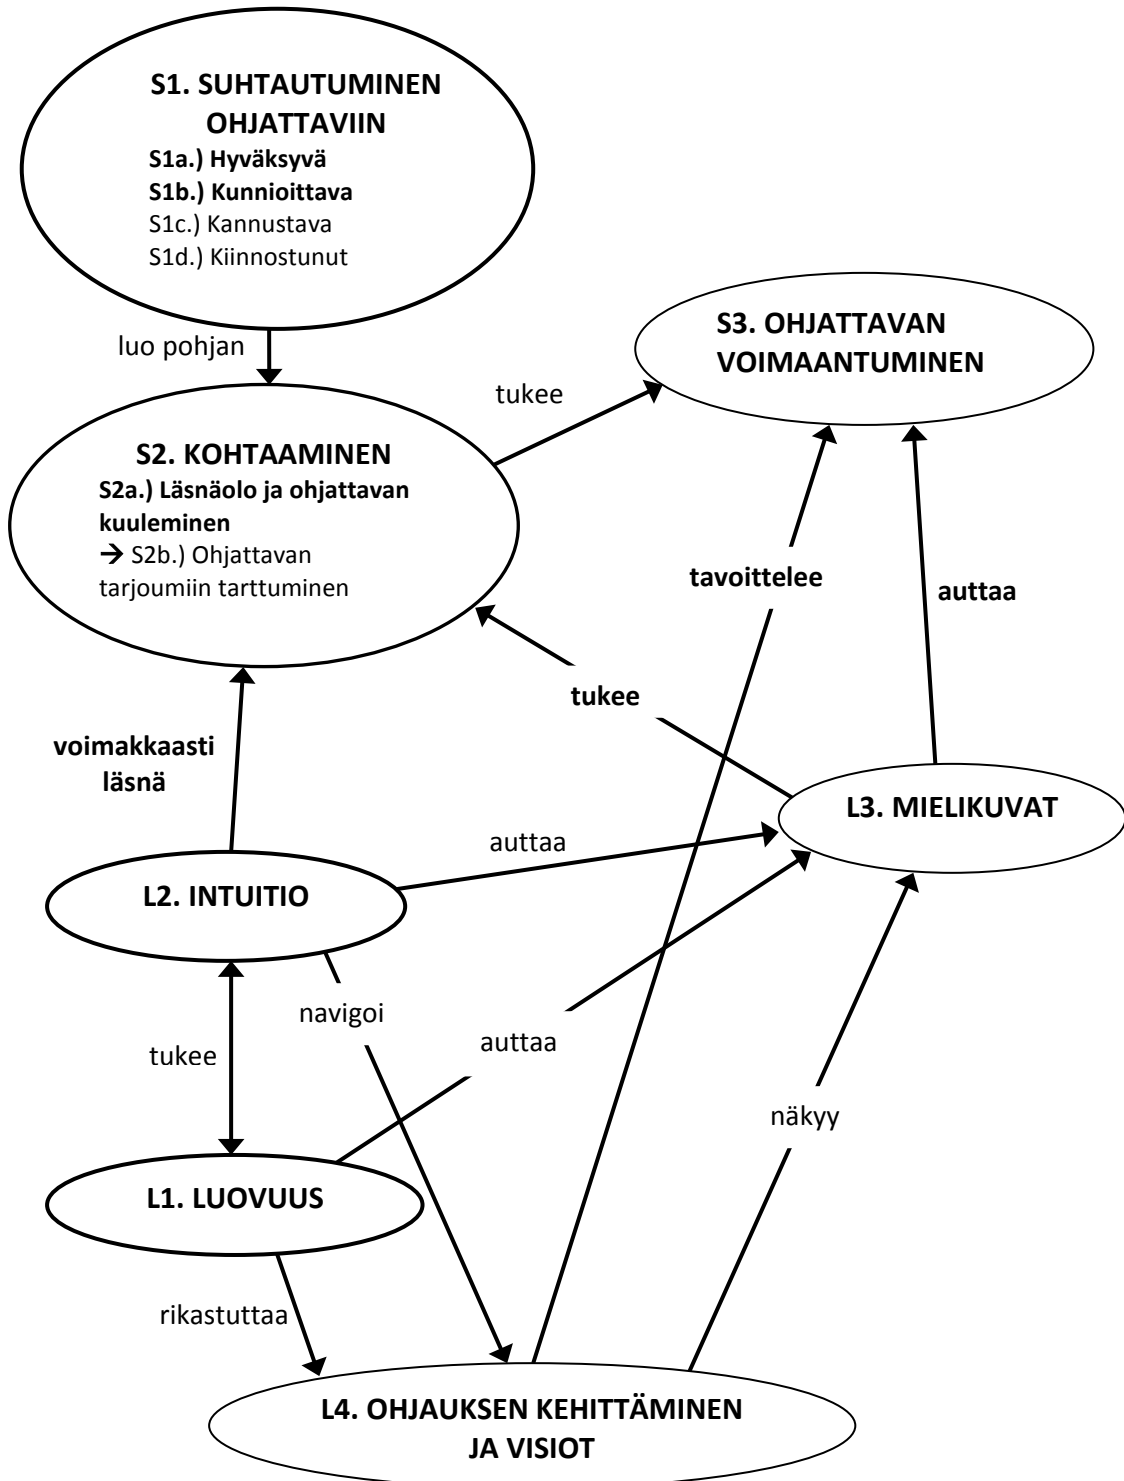 S1. SUHTAUTUMINEN
OHJATTAVIIN
S1a.) Hyväksyvä
S1b.) Kunnioittava
S1c.) Kannustava
S1d.) Kiinnostunut
luo pohjan
S3. OHJATTAVAN
VOIMAANTUMINEN
tukee
S2. KOHTAAMINEN
S2a.) Läsnäolo ja ohjattavan
kuuleminen
→ S2b.) Ohjattavan
tarjoumiin tarttuminen
tavoittelee
auttaa
tukee
voimakkaasti
läsnä
L3. MIELIKUVAT
auttaa
L2. INTUITIO
navigoi
auttaa
tukee
näkyy
L1. LUOVUUS
rikastuttaa
L4. OHJAUKSEN KEHITTÄMINEN
JA VISIOT